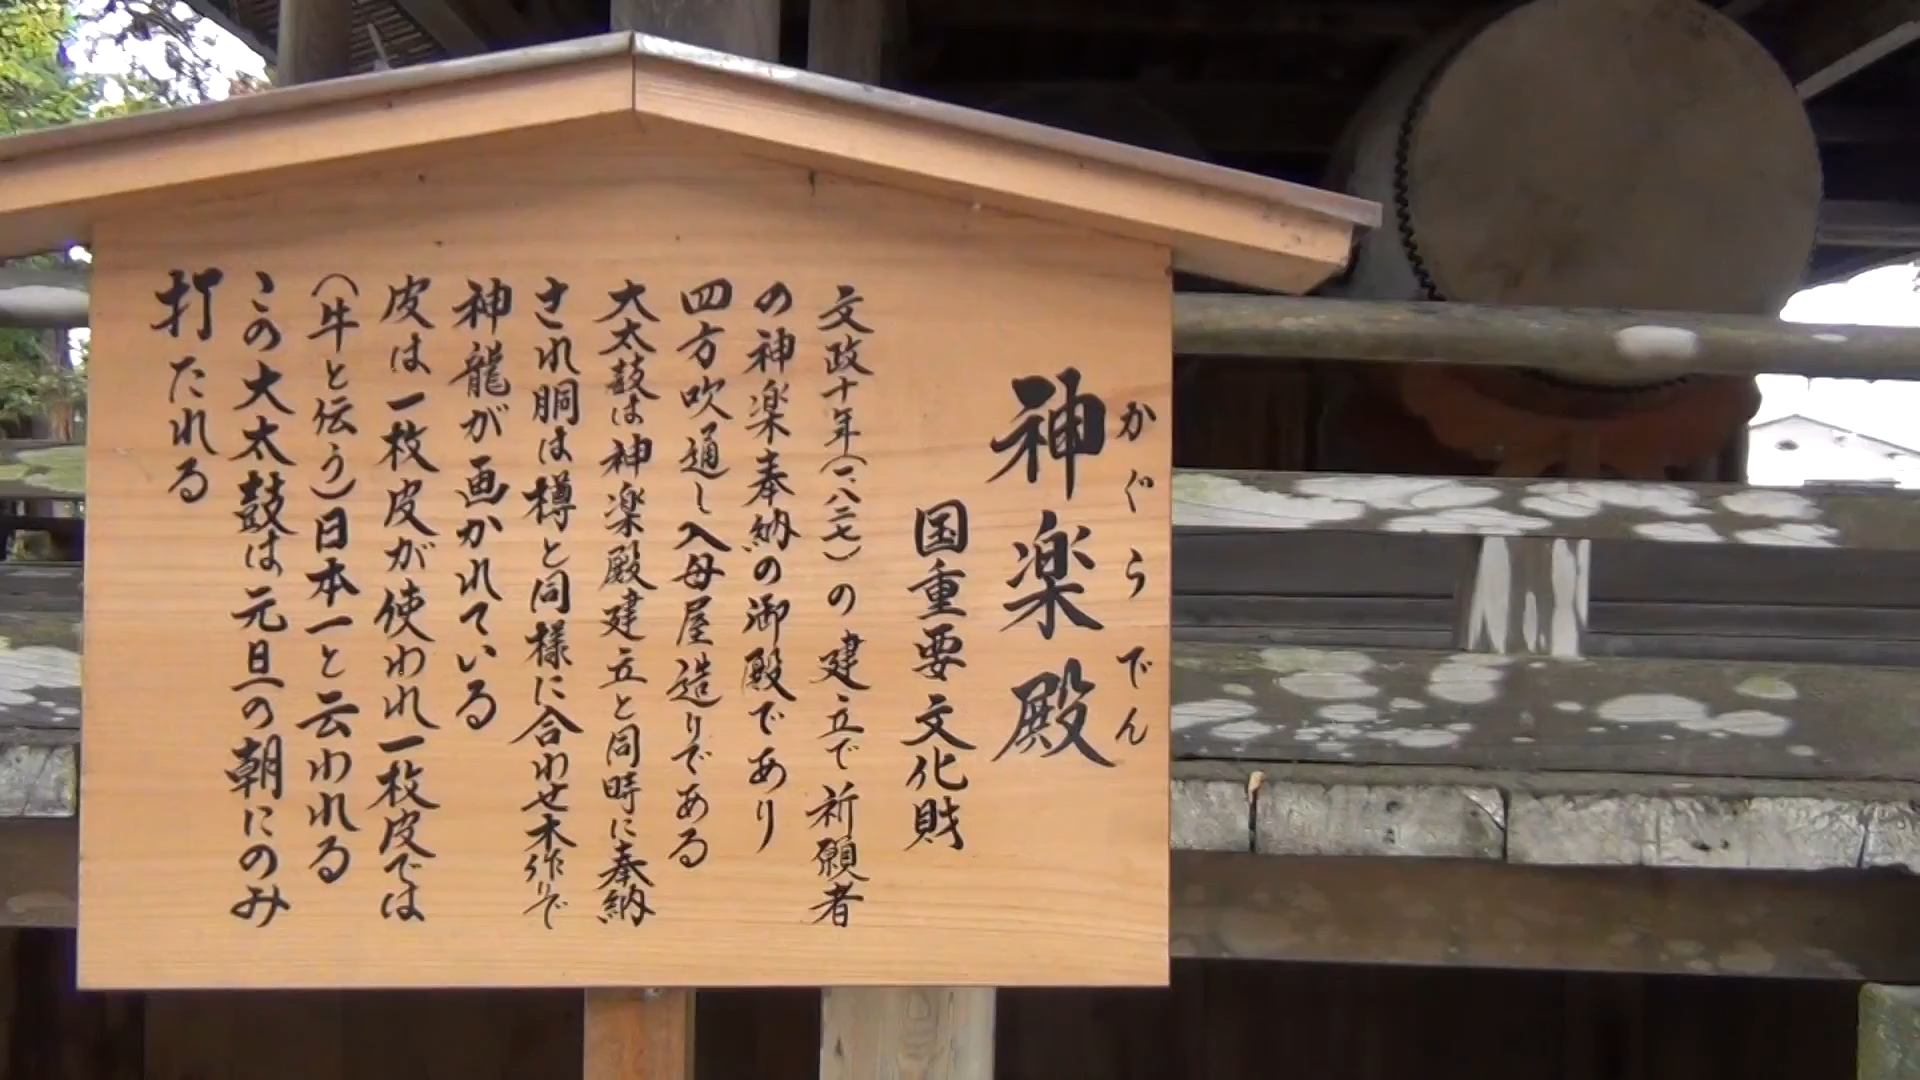 神楽殿
かぐらでん
国重要文化財
文政十年(一八二七)の建立で祈願者
の神楽奉納の御殿であり
四方吹通し入母屋造りである
大太鼓は神楽殿建立と同時に奉納
され胴は樽と同様に合わせ木作りで
神龍が画かれている
皮は一枚皮が使われ一枚皮では
(牛と伝う)日本一と云われる
この大太鼓は元旦の朝にのみ
打たれる